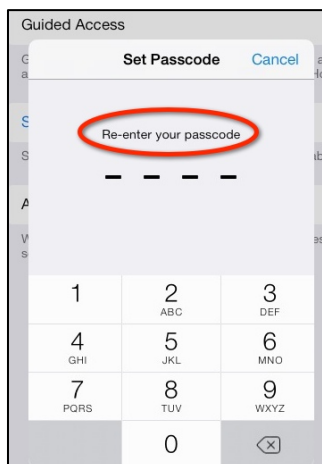 Guided Access
Set Passcode
Cancel
Re-enter your passcode
1
2
ABC
3
DEF
4
GHI
5
JKL
6
MNO
7
PQRS
8
TUV
9
WXYZ
0